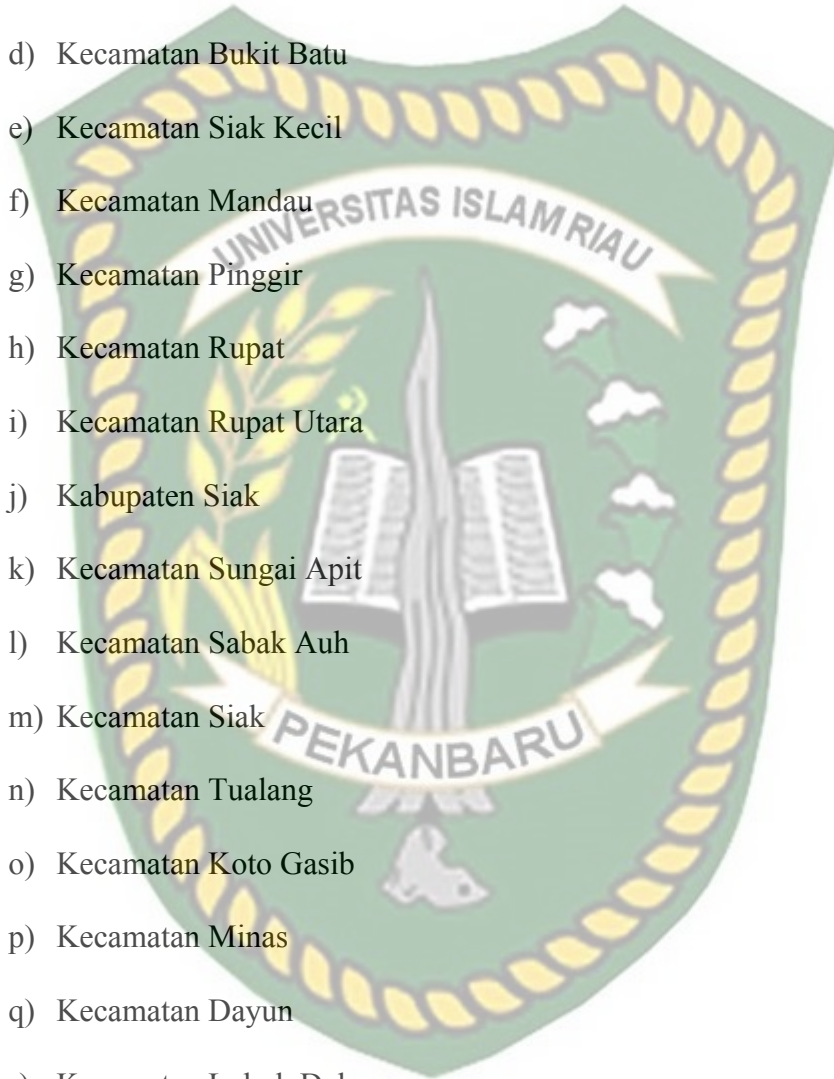 d) Kecamatan Bukit Batu
e) Kecamatan Siak Kecil
UNIVERSITAS ISLAM RIAU
f) Kecamatan Mandau
g) Kecamatan Pinggir
h) Kecamatan Rupat
i) Kecamatan Rupat Utara
j) Kabupaten Siak
k) Kecamatan Sungai Apit
l) Kecamatan Sabak Auh
m) Kecamatan Siak
PEKANBARU
n) Kecamatan Tualang
o) Kecamatan Koto Gasib
p) Kecamatan Minas
q) Kecamatan Dayun